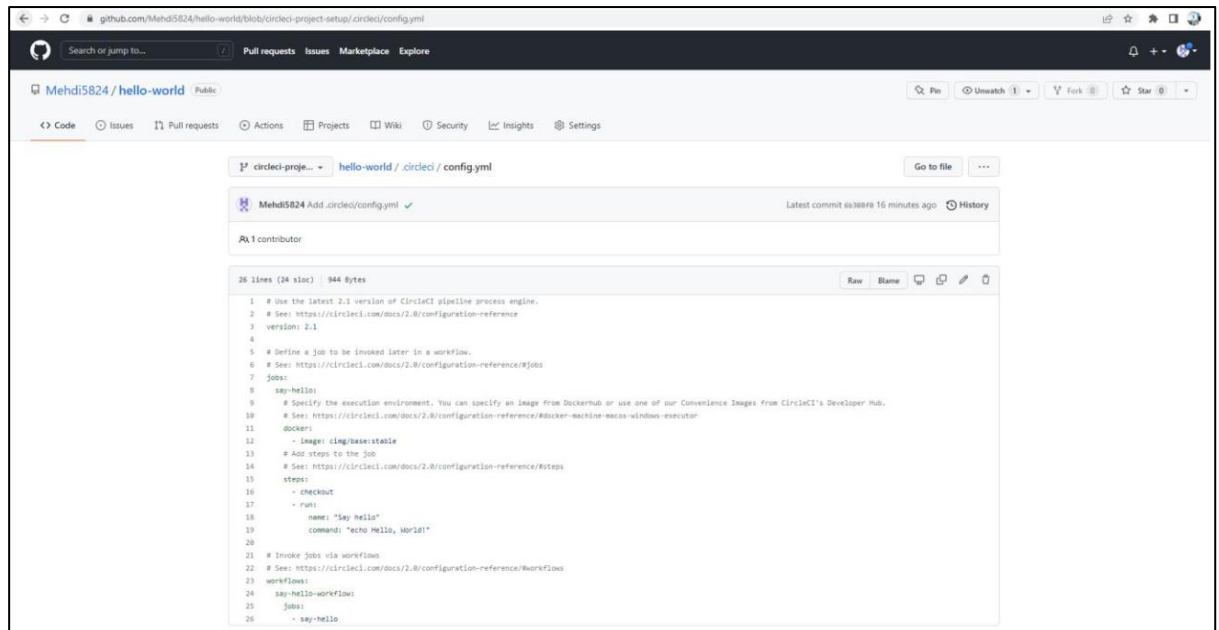 github.com/Mehdi5824/hello-world/blob/circleci-project-setup/.circleci/config.yml
Search or jump to... / Pull requests Issues Marketplace Explore
Mehdi5824 / hello-world Public Pin Unwatch 1 Fork 0 Star 0
Code Issues Pull requests Actions Projects Wiki Security Insights Settings
circleci-proje... hello-world / .circleci / config.yml Go to file ...
Mehdi5824 Add .circleci/config.yml Latest commit 16 minutes ago History
1 contributor
26 lines (24 sloc) 944 Bytes Raw Blame
1 # Use the latest 2.1 version of CircleCI pipeline process engine.
2 # See: https://circleci.com/docs/2.0/configuration-reference
3 version: 2.1
4
5 # Define a job to be invoked later in a workflow.
6 # See: https://circleci.com/docs/2.0/configuration-reference/#jobs
7 jobs:
8 say-hello:
9 # Specify the execution environment. You can specify an image from Dockerhub or use one of our Convenience Images from CircleCI's Developer Hub.
10 # See: https://circleci.com/docs/2.0/configuration-reference/#docker-machine-macos-windows-executor
11 docker:
12 - image: cimg/base:stable
13 # Add steps to the job
14 # See: https://circleci.com/docs/2.0/configuration-reference/#steps
15 steps:
16 - checkout
17 - run:
18 name: "Say hello"
19 command: "echo Hello, World!"
20
21 # Invoke jobs via workflows
22 # See: https://circleci.com/docs/2.0/configuration-reference/#workflows
23 workflows:
24 say-hello-workflow:
25 jobs:
26 - say-hello